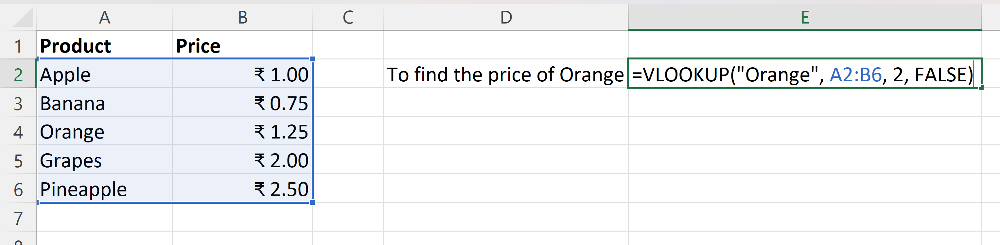 A B C D E
1 Product Price
2 Apple ₹ 1.00 To find the price of Orange =VLOOKUP("Orange", A2:B6, 2, FALSE)
3 Banana ₹ 0.75
4 Orange ₹ 1.25
5 Grapes ₹ 2.00
6 Pineapple ₹ 2.50
7
8